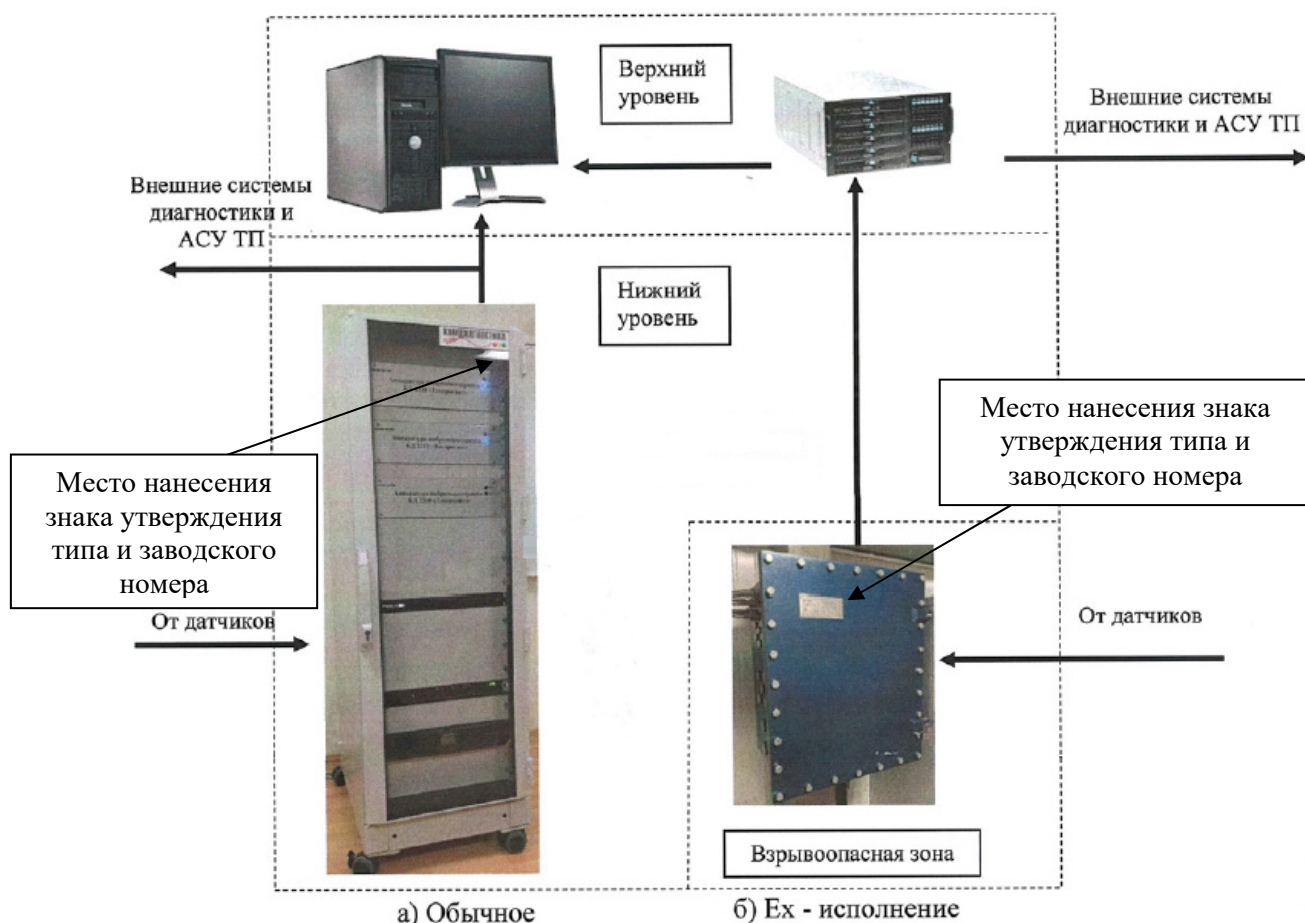 Верхний
уровень
Внешние системы
диагностики и АСУ ТП
Внешние системы
диагностики и
АСУ ТП
Нижний
уровень
Место нанесения знака
утверждения типа и
заводского номера
Место нанесения
знака утверждения
типа и заводского
номера
От датчиков
От датчиков
Взрывоопасная зона
а) Обычное
б) Ex - исполнение